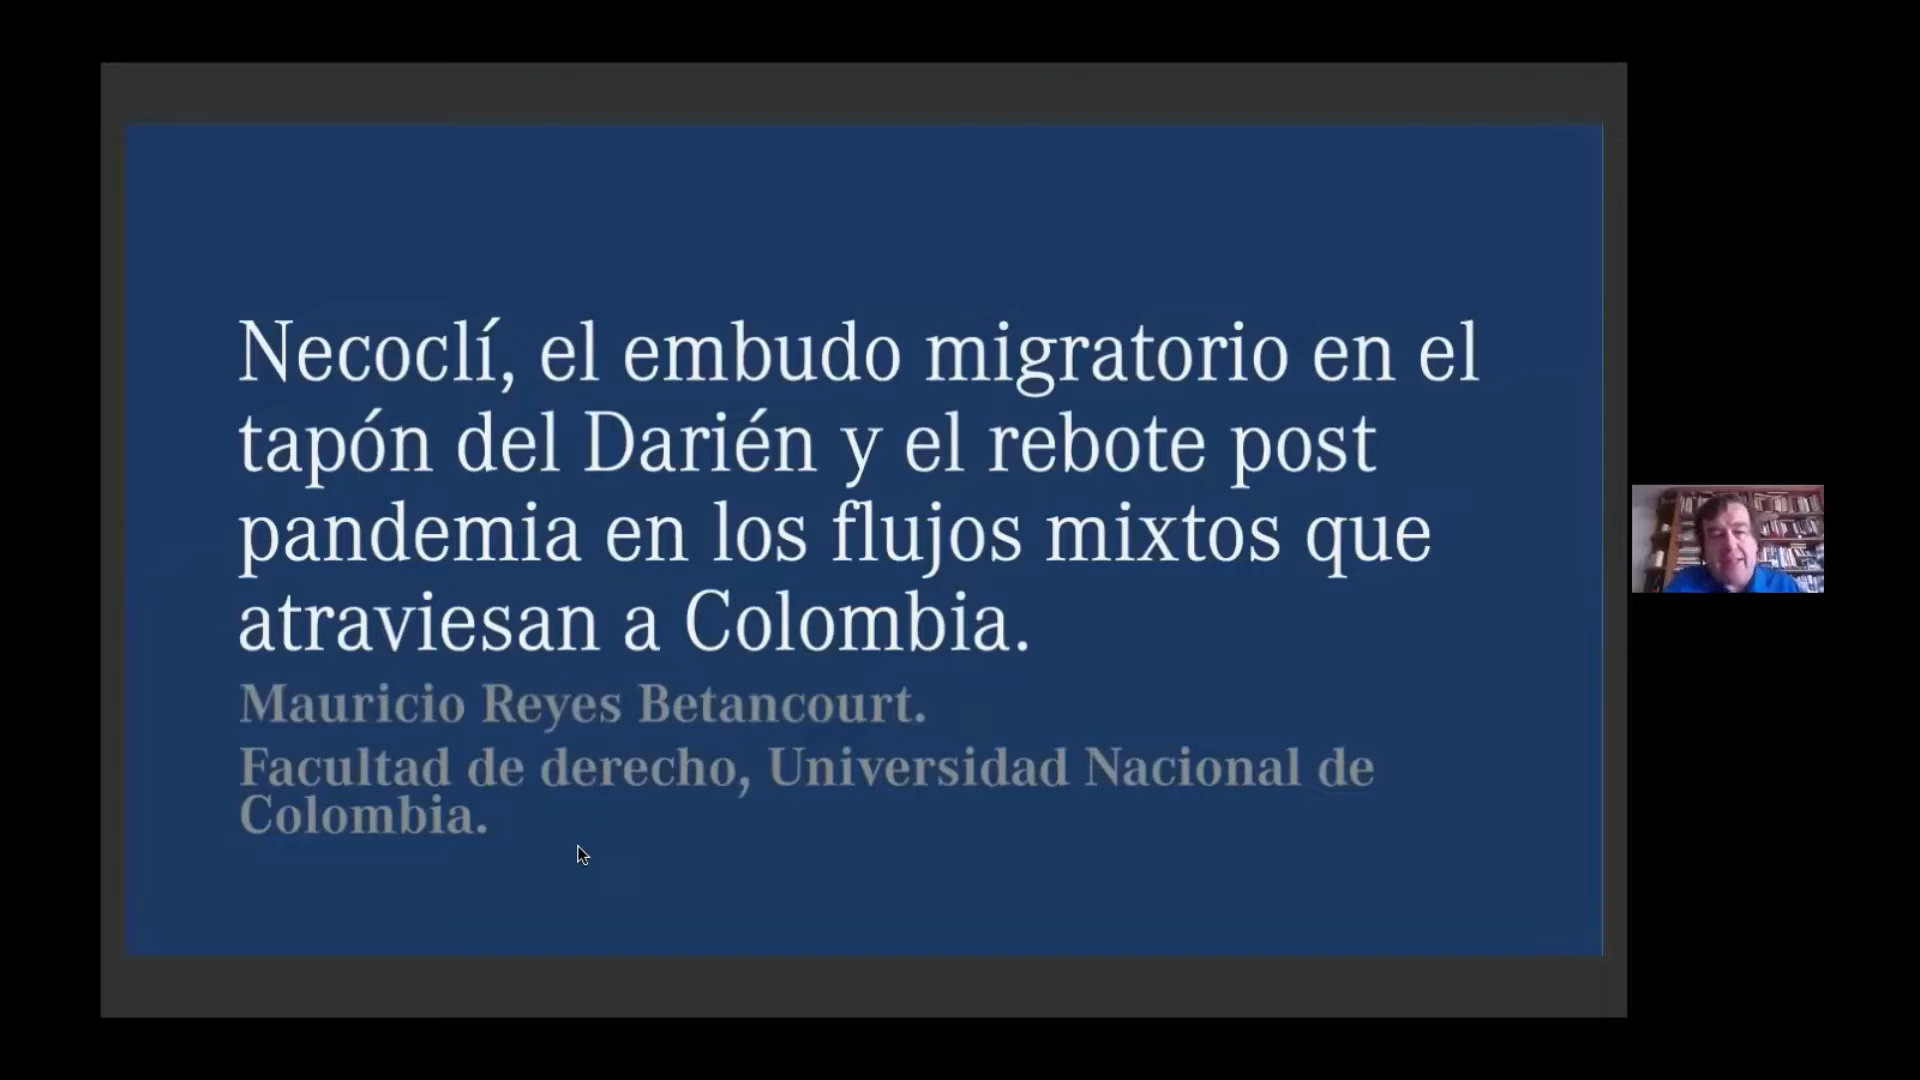 Necoclí, el embudo migratorio en el
tapón del Darién y el rebote post
pandemia en los flujos mixtos que
atraviesan a Colombia.
Mauricio Reyes Betancourt.
Facultad de derecho, Universidad Nacional de
Colombia.